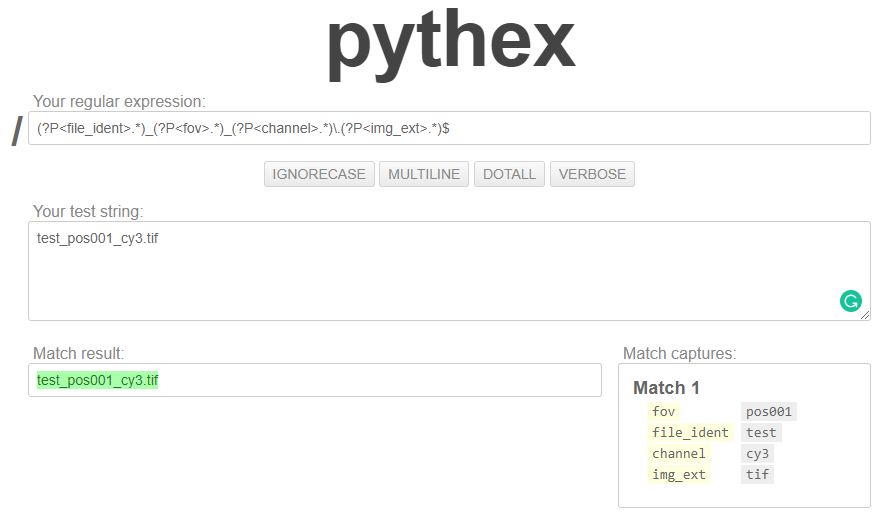 pythex
Your regular expression:
/
(?P<file_ident>.*)_(?P<fov>.*)_(?P<channel>.*)\.(?P<img_ext>.*)$
IGNORECASE MULTILINE DOTALL VERBOSE
Your test string:
test_pos001_cy3.tif
Match result:
test_pos001_cy3.tif
Match captures:
Match 1
fov pos001
file_ident test
channel cy3
img_ext tif